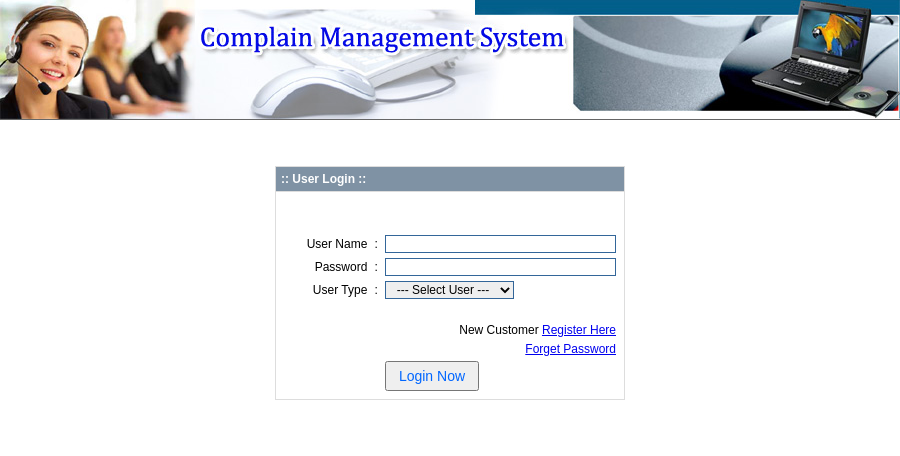 Complain Management System
:: User Login ::
User Name :
Password :
User Type : --- Select User ---
New Customer Register Here
Forget Password
Login Now